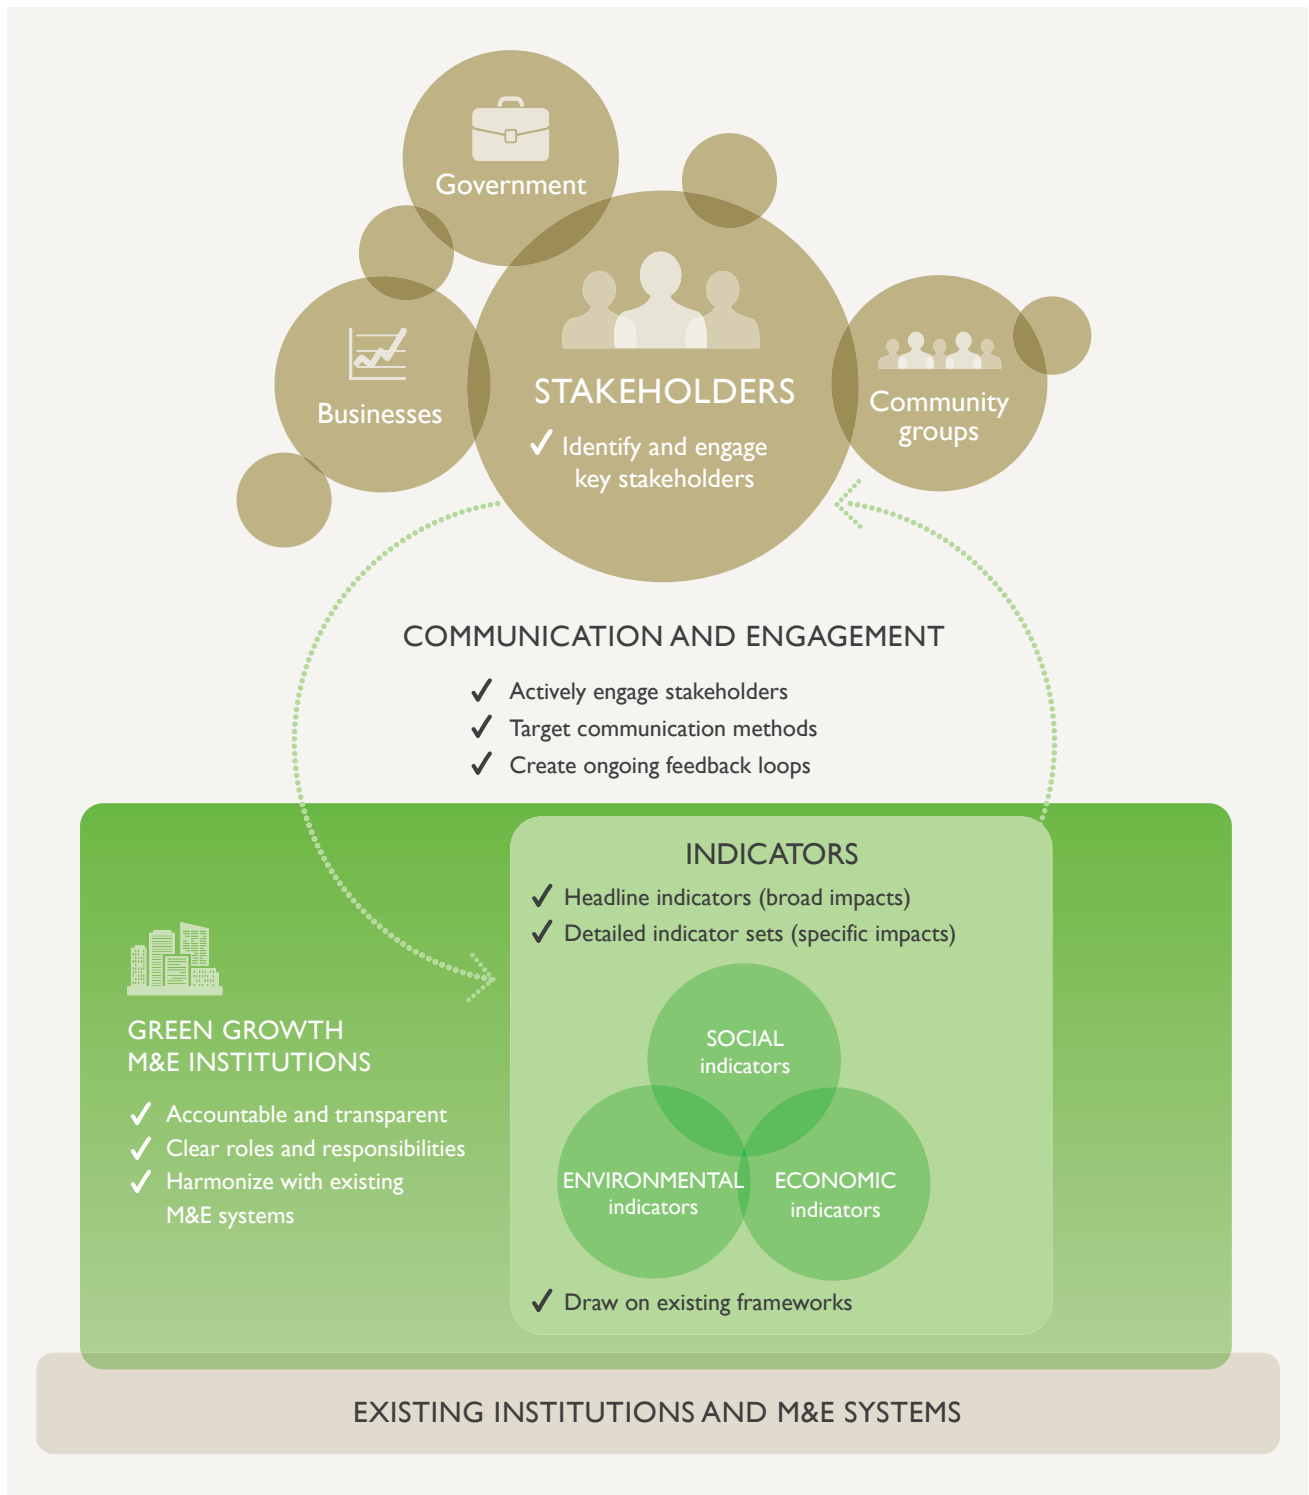 Government
Businesses
STAKEHOLDERS
✓ Identify and engage
key stakeholders
Community
groups
COMMUNICATION AND ENGAGEMENT
✓ Actively engage stakeholders
✓ Target communication methods
✓ Create ongoing feedback loops
GREEN GROWTH
M&E INSTITUTIONS
✓ Accountable and transparent
✓ Clear roles and responsibilities
✓ Harmonize with existing
M&E systems
INDICATORS
✓ Headline indicators (broad impacts)
✓ Detailed indicator sets (specific impacts)
SOCIAL
indicators
ENVIRONMENTAL
indicators
ECONOMIC
indicators
✓ Draw on existing frameworks
EXISTING INSTITUTIONS AND M&E SYSTEMS